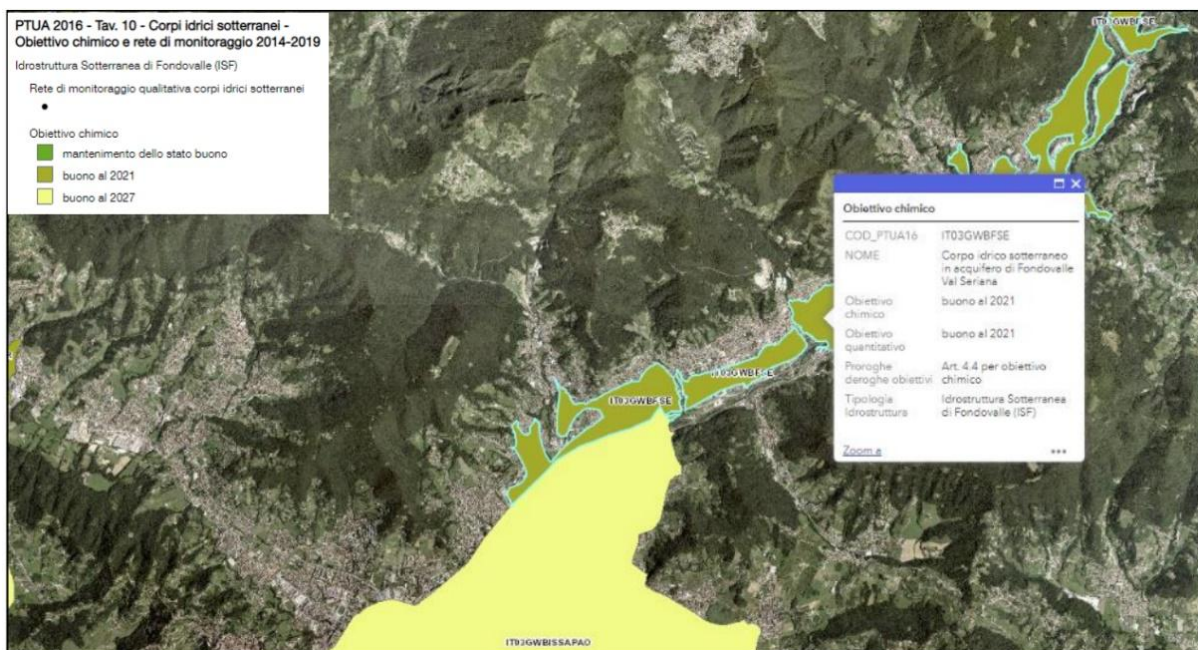 PTUA 2016 - Tav. 10 - Corpi idrici sotterranei -
Obiettivo chimico e rete di monitoraggio 2014-2019
Idrostruttura Sotterranea di Fondovalle (ISF)
Rete di monitoraggio qualitativa corpi idrici sotterranei
Obiettivo chimico
mantenimento dello stato buono
buono al 2021
buono al 2027
IT03GWBFSE
Obiettivo chimico
COD_PTUA16 IT03GWBFSE
NOME Corpo idrico sotterraneo
in acquifero di Fondovalle
Val Seriana
Obiettivo buono al 2021
chimico
Obiettivo buono al 2021
quantitativo
Proroghe Art. 4.4 per obiettivo
deroghe obiettivi chimico
Tipologia Idrostruttura Sotterranea
Idrostruttura di Fondovalle (ISF)
Zoom a
IT03GWBFSE
IT03GWBFSE
IT03GWBISSAPAO